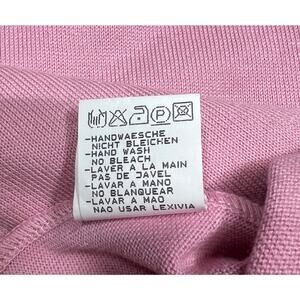 P
-HANDWAESCHE
NICHT BLEICHEN
-HAND WASH
NO BLEACH
-LAVER A LA MAIN
PAS DE JAVEL
-LAVAR A MANO
NO BLANQUEAR
-LAVAR A MAO
NAO USAR LEXIVIA